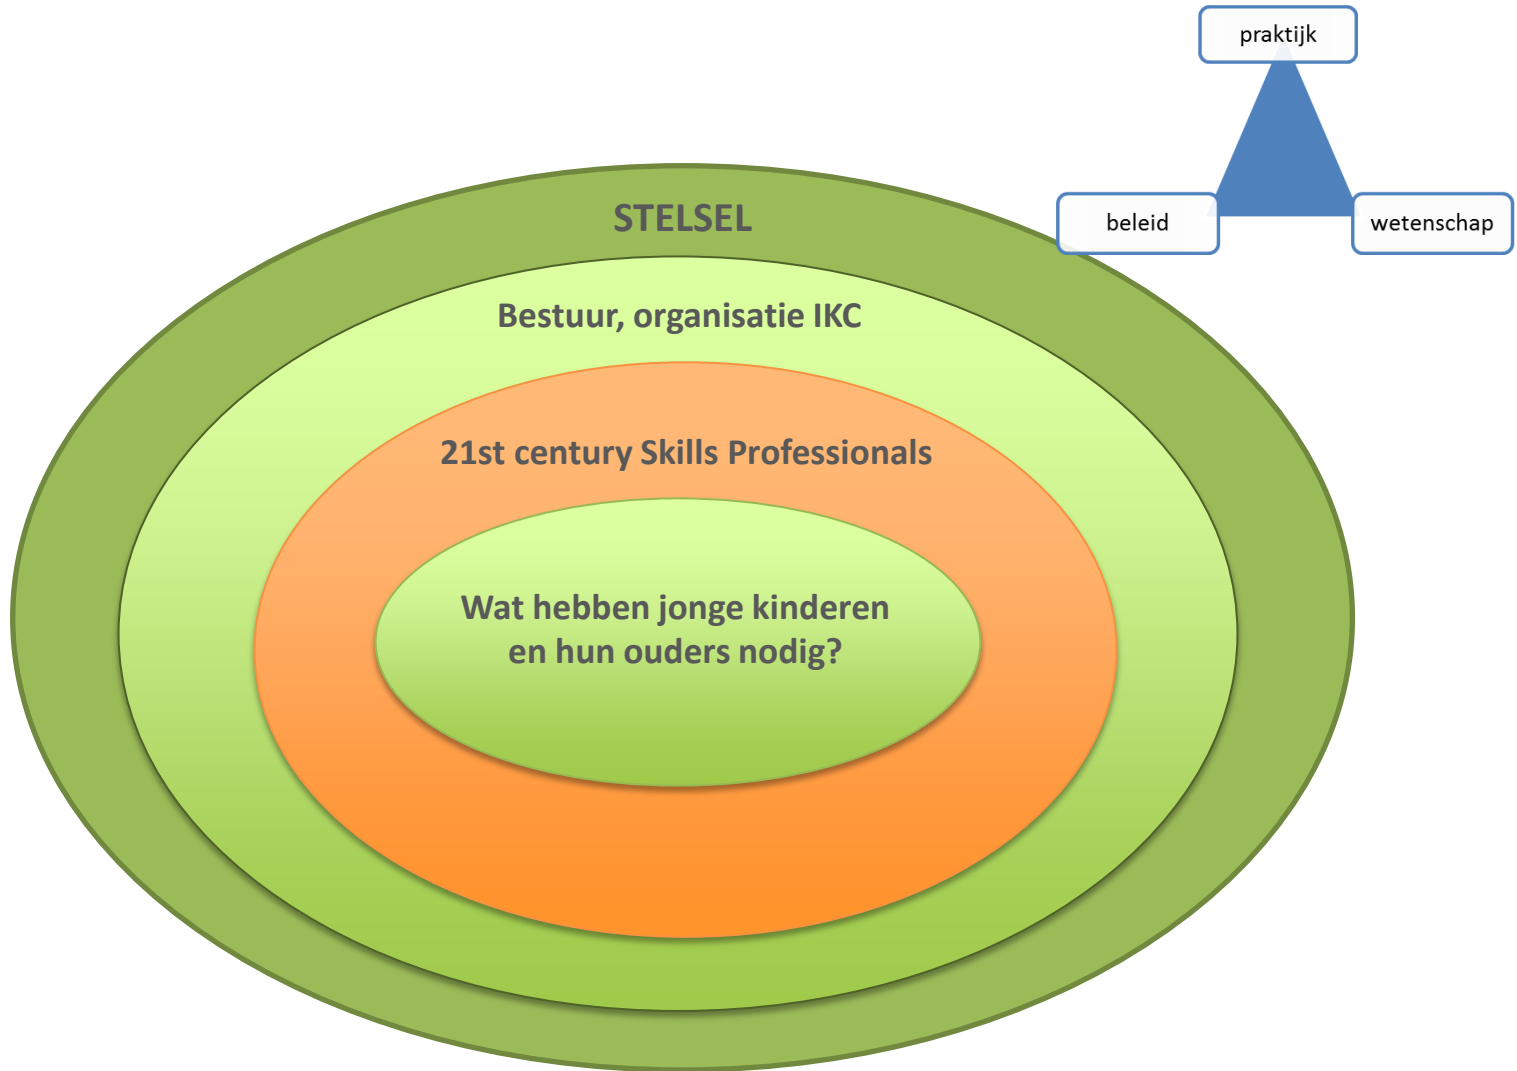 praktijk
beleid
wetenschap
STELSEL
Bestuur, organisatie IKC
21st century Skills Professionals
Wat hebben jonge kinderen
en hun ouders nodig?